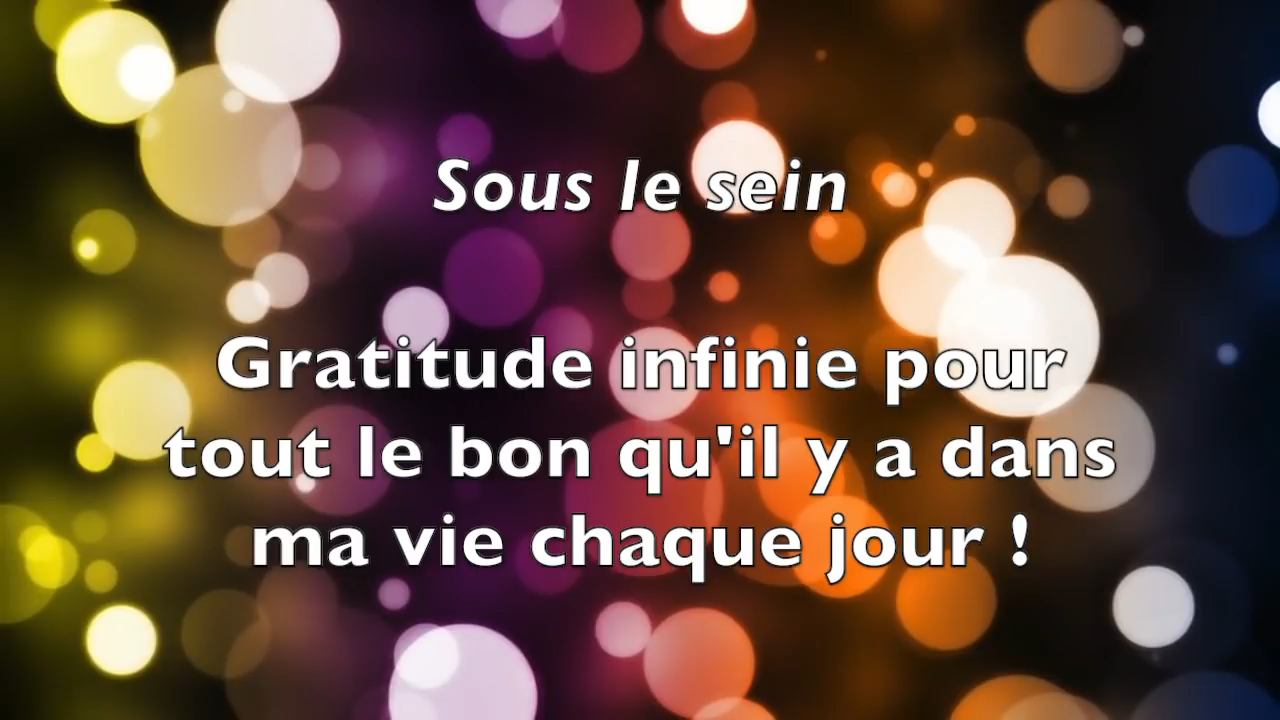 Sous le sein
Gratitude infinie pour
tout le bon qu'il y a dans
ma vie chaque jour !